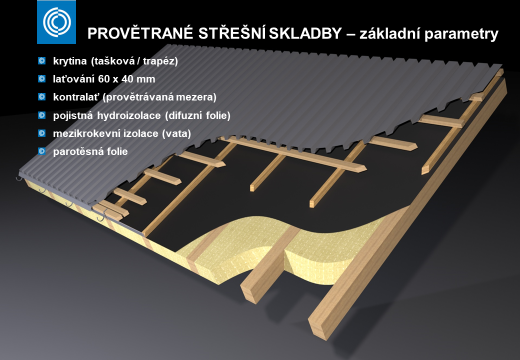 PROVĚTRANÉ STŘEŠNÍ SKLADBY – základní parametry
krytina (tašková / trapéz)
laťování 60 x 40 mm
kontralať (provětrávaná mezera)
pojistná hydroizolace (difuzní folie)
mezikrokevní izolace (vata)
parotěsná folie